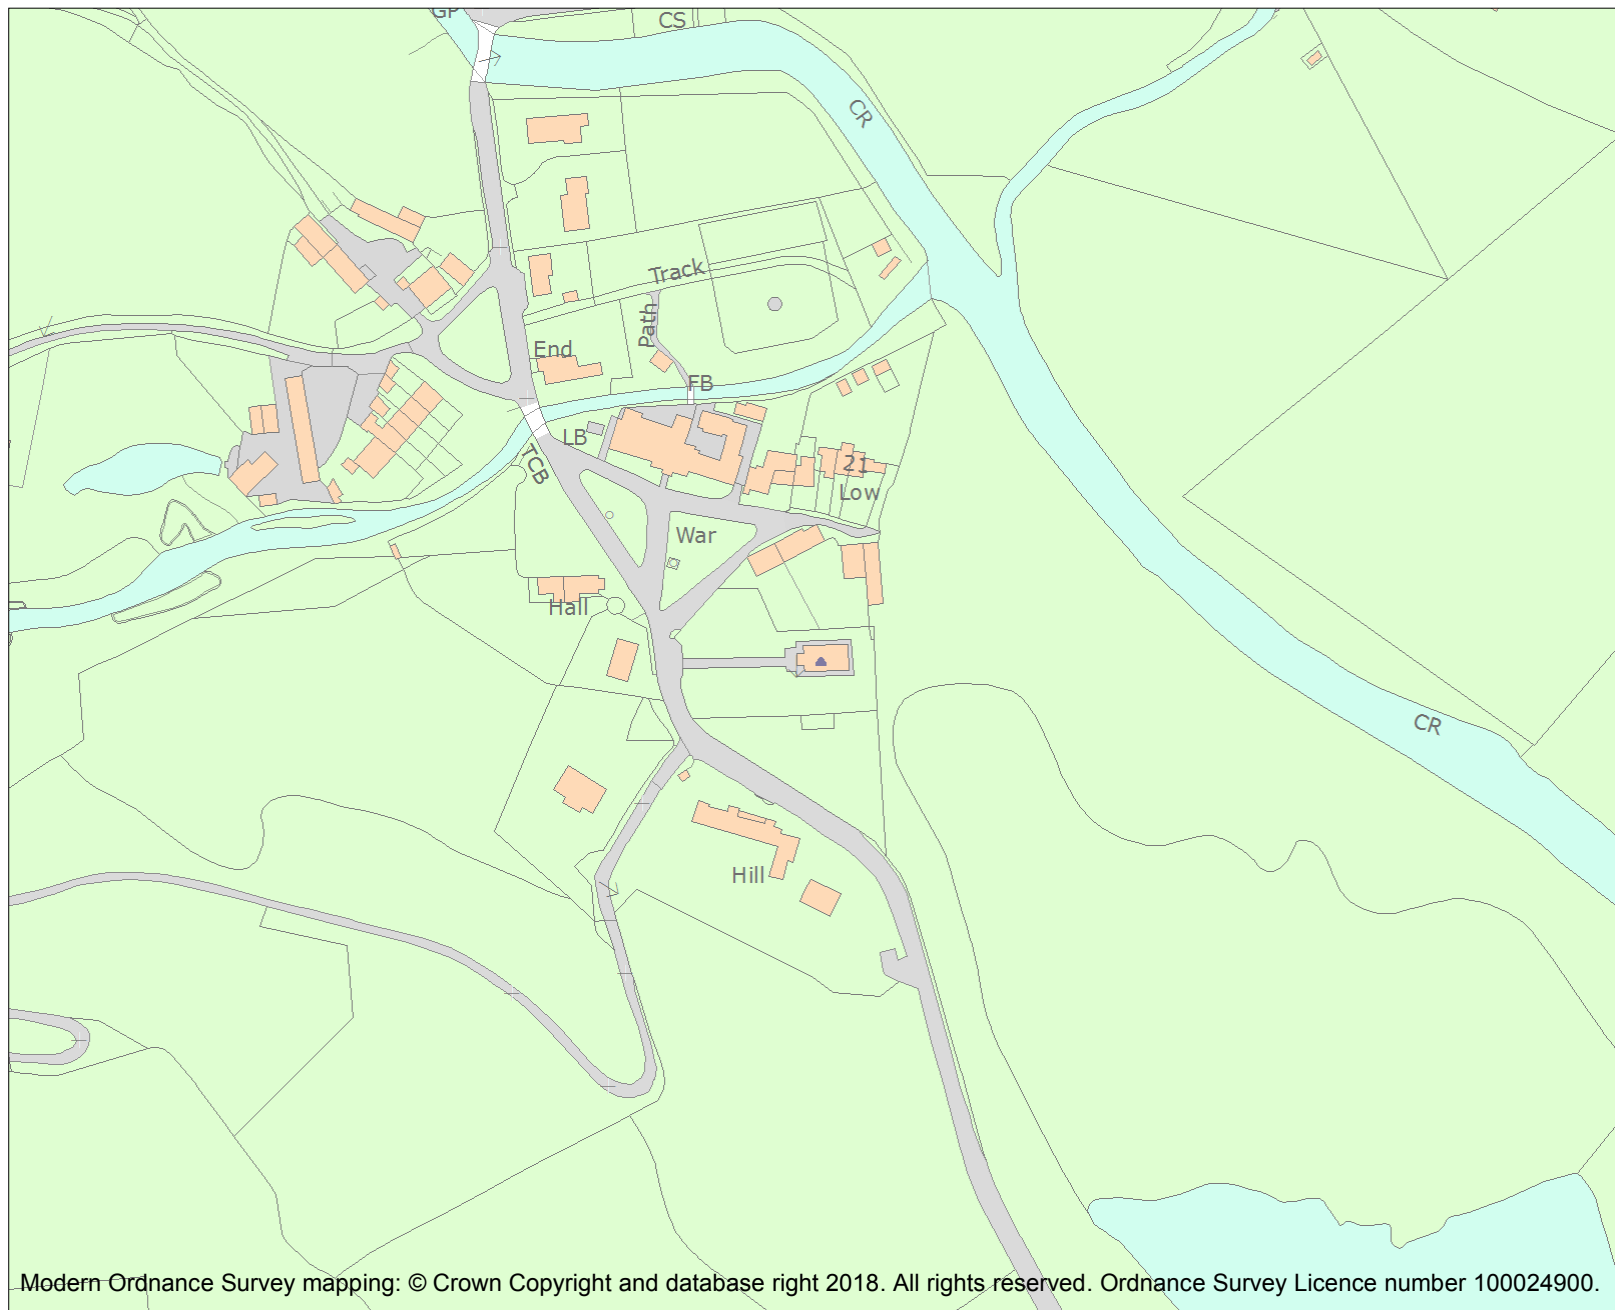 GP
CS
CR
Track
Path
End
FB
LB
TCB
21
Low
War
Hall
CR
Hill
Modern Ordnance Survey mapping: © Crown Copyright and database right 2018. All rights reserved. Ordnance Survey Licence number 100024900.